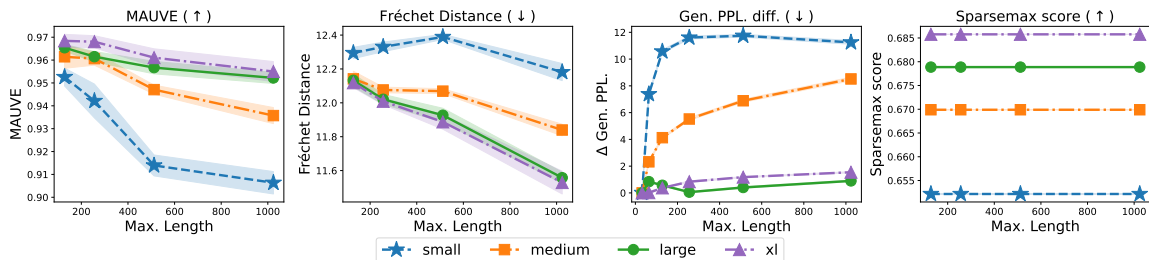 MAUVE ( ↑ )
MAUVE
0.97
0.96
0.95
0.94
0.93
0.92
0.91
0.90
200 400 600 800 1000
Max. Length
Fréchet Distance ( ↓ )
Fréchet Distance
12.4
12.2
12.0
11.8
11.6
200 400 600 800 1000
Max. Length
Gen. PPL. diff. ( ↓ )
Δ Gen. PPL.
12
10
8
6
4
2
0
0 200 400 600 800 1000
Max. Length
Sparsemax score ( ↑ )
Sparsemax score
0.685
0.680
0.675
0.670
0.665
0.660
0.655
200 400 600 800 1000
Max. Length
small medium large xl